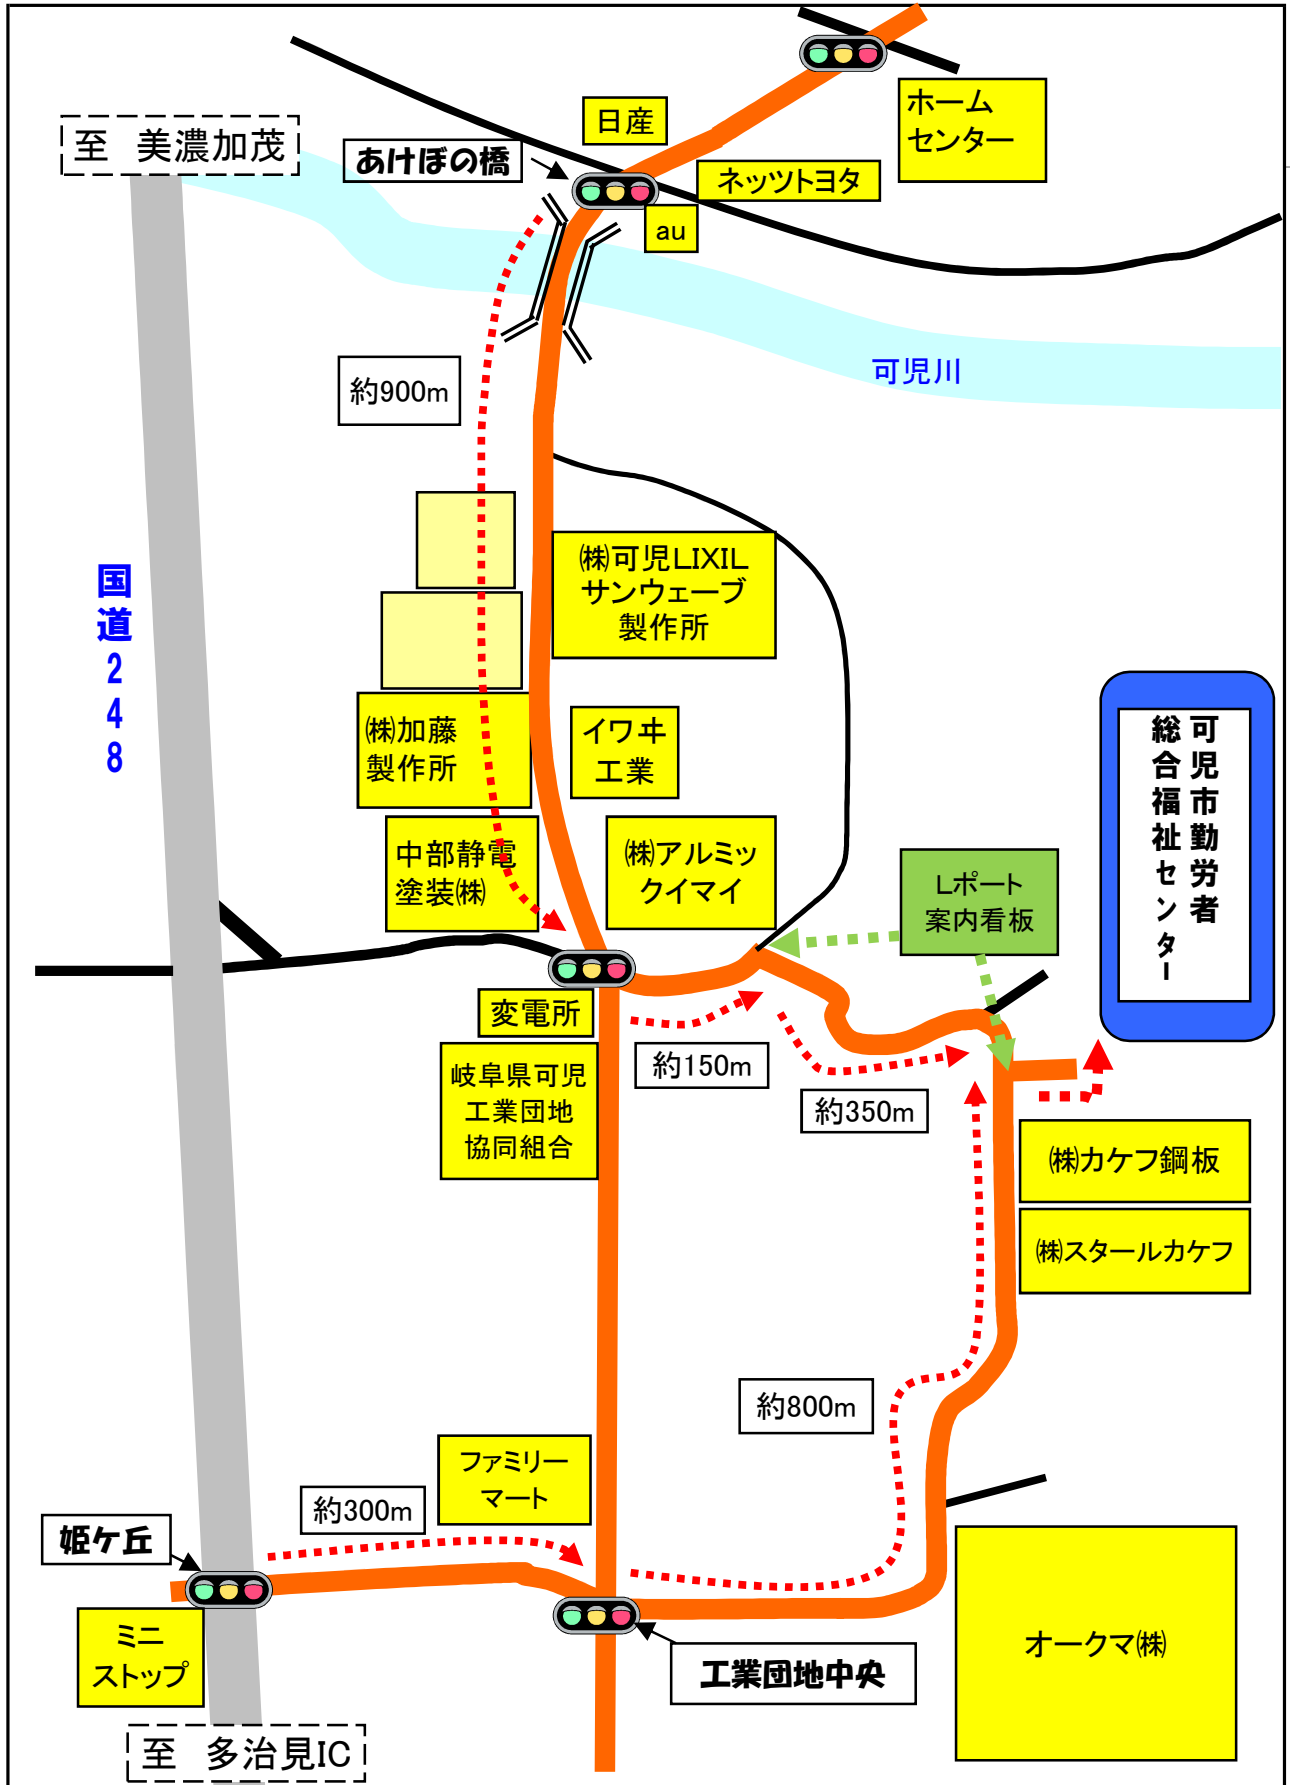 ホーム
センター
日産
至　美濃加茂
あけぼの橋
ネッツトヨタ
au
可児川
約900m
㈱可児LIXIL
サンウェーブ
製作所
国道248
㈱加藤
製作所
イワヰ
工業
可児市勤労者
総合福祉センター
中部静電
塗装㈱
㈱アルミッ
クイマイ
Lポート
案内看板
変電所
約150m
岐阜県可児
工業団地
協同組合
約350m
㈱カケフ鋼板
㈱スタールカケフ
約800m
ファミリー
マート
約300m
姫ケ丘
ミニ
ストップ
工業団地中央
オークマ㈱
至　多治見IC